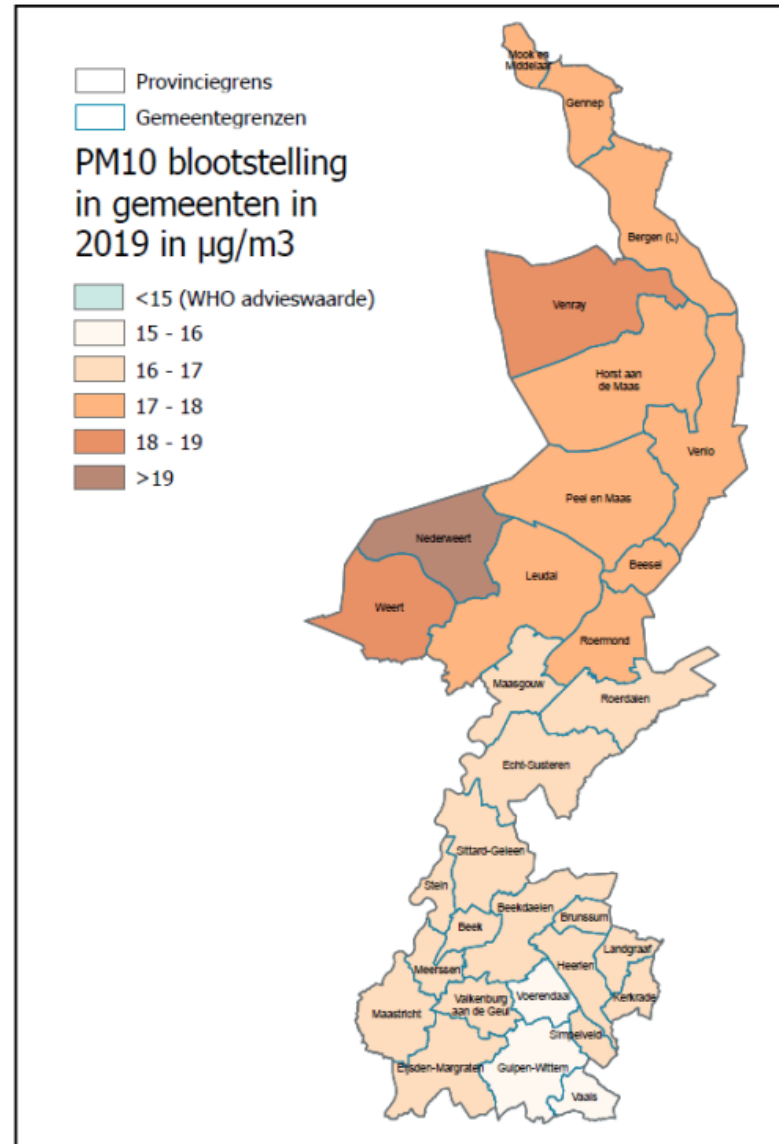 Provinciegrens
Gemeentegrenzen
PM10 blootstelling
in gemeenten in
2019 in µg/m3
<15 (WHO advieswaarde)
15 - 16
16 - 17
17 - 18
18 - 19
>19
Mook en
Middelaar
Gennep
Bergen (L)
Venray
Horst aan
de Maas
Venlo
Peel en Maas
Nederweert
Beesel
Leudal
Weert
Roermond
Maasgouw
Roerdalen
Echt-Susteren
Sittard-Geleen
Stein
Beekdaelen
Brunssum
Beek
Landgraaf
Meerssen
Heerlen
Voerendaal
Kerkrade
Valkenburg
aan de Geul
Maastricht
Simpelveld
Eijsden-Margraten
Gulpen-Wittem
Vaals